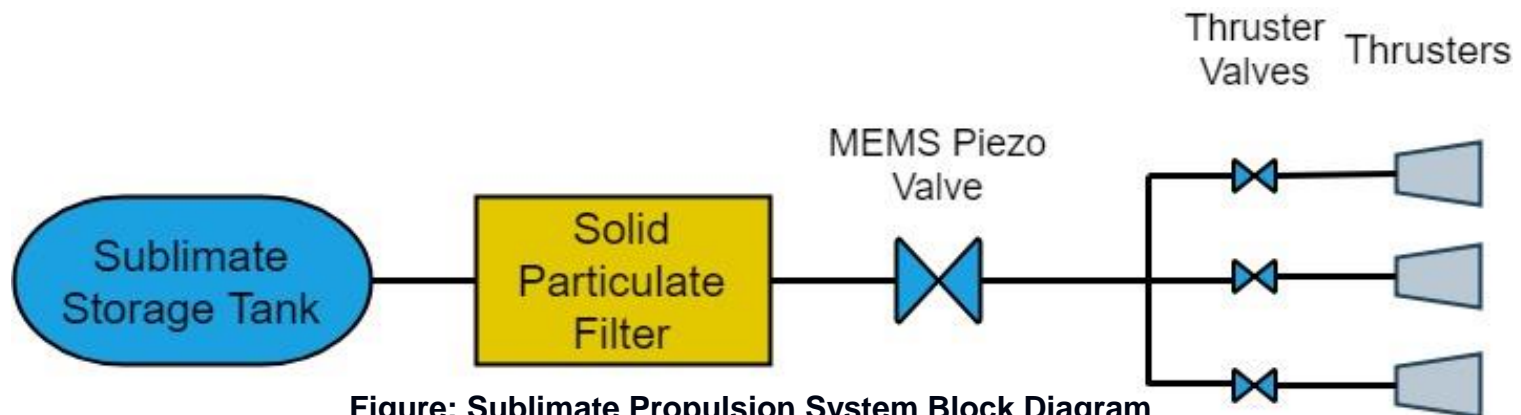 Sublimate
Storage Tank
Solid
Particulate
Filter
MEMS Piezo
Valve
Thruster
Valves
Thrusters
Figure: Sublimate Propulsion System Block Diagram